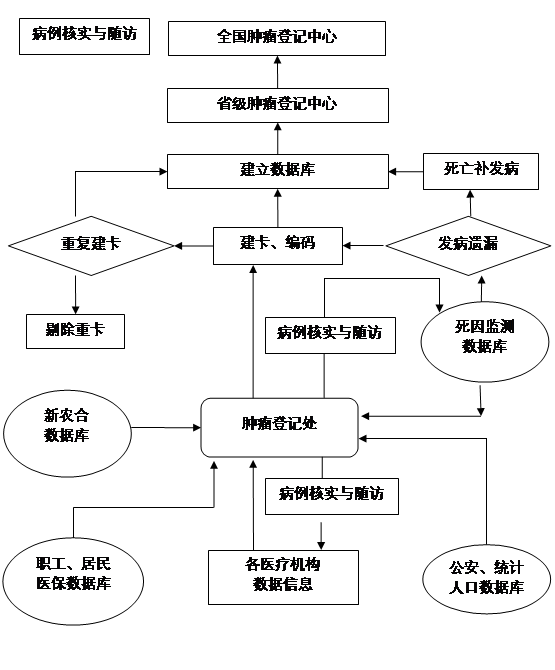 病例核实与随访
全国肿瘤登记中心
省级肿瘤登记中心
建立数据库
死亡补发病
重复建卡
建卡、编码
发病遗漏
剔除重卡
病例核实与随访
死因监测
数据库
新农合
数据库
肿瘤登记处
病例核实与随访
职工、居民
医保数据库
各医疗机构
数据信息
公安、统计
人口数据库